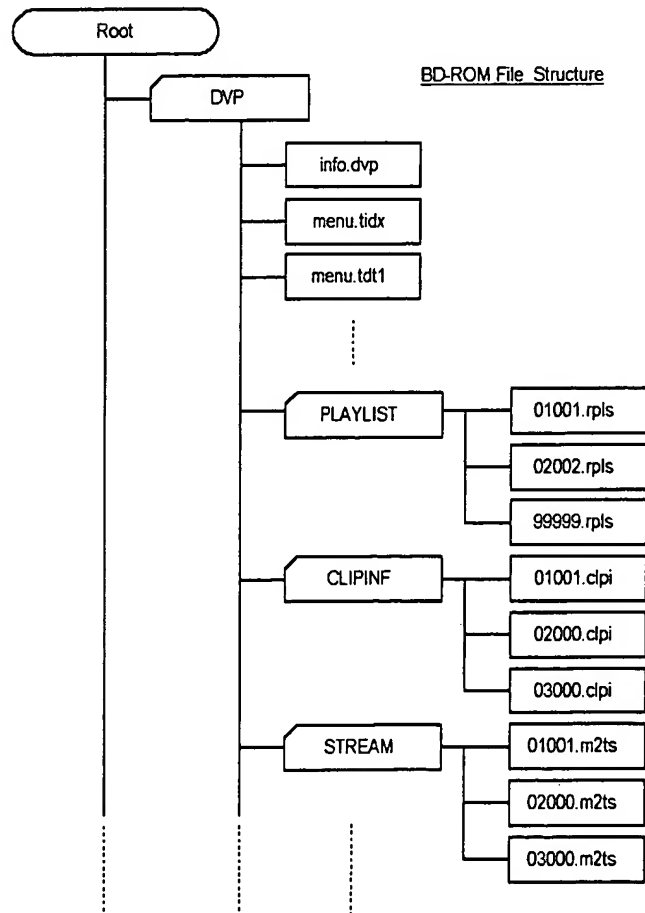 Root
BD-ROM File Structure
DVP
info.dvp
menu.tidx
menu.tdt1
PLAYLIST
01001.rpls
02002.rpls
99999.rpls
CLIPINF
01001.clpi
02000.clpi
03000.clpi
STREAM
01001.m2ts
02000.m2ts
03000.m2ts